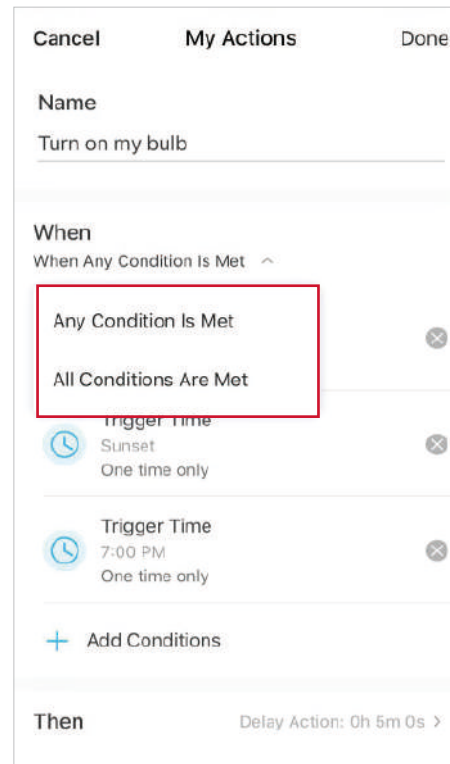 Cancel My Actions Done
Name
Turn on my bulb
When
When Any Condition Is Met
Any Condition Is Met
All Conditions Are Met
Trigger Time
Sunset
One time only
Trigger Time
7:00 PM
One time only
+ Add Conditions
Then Delay Action: 0h 5m 0s >